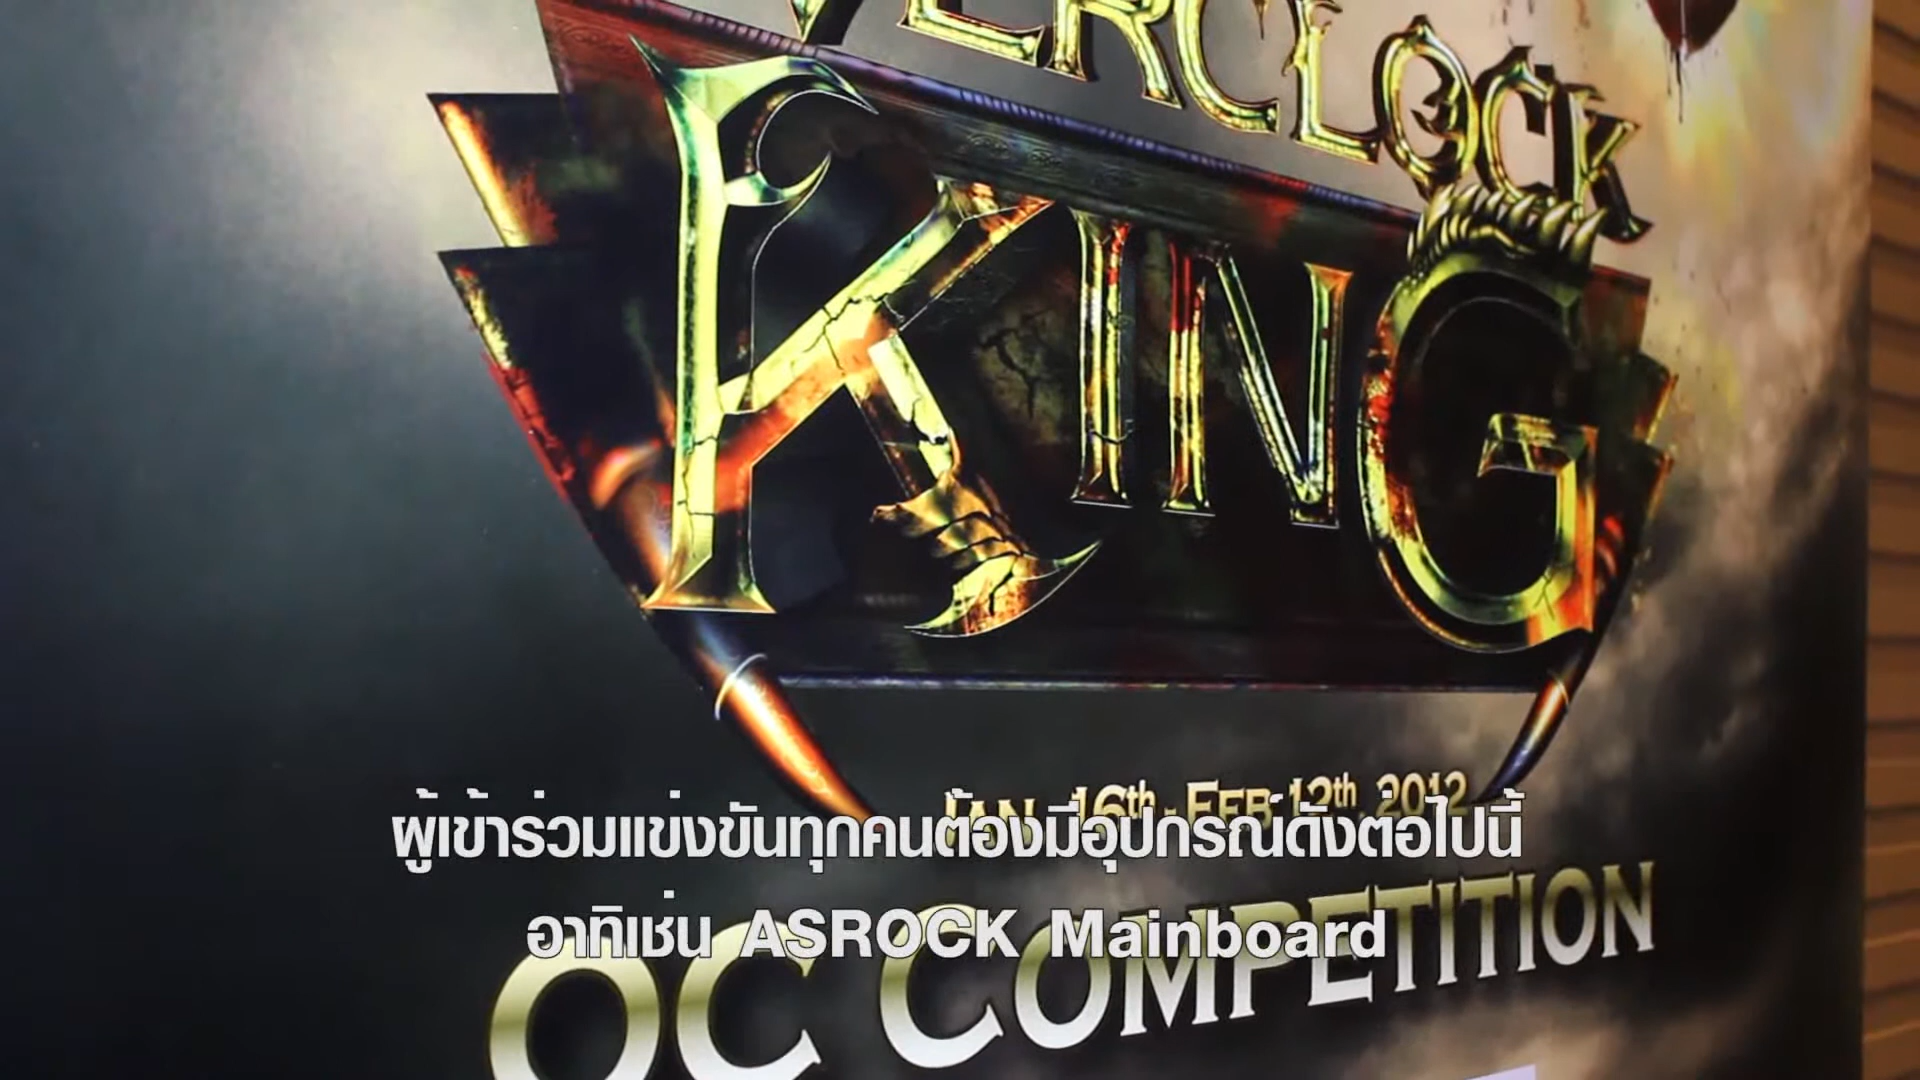 VERCLOCK
KING
JAN. 16th - FEB 12th, 2012
ผู้เข้าร่วมแข่งขันทุกคนต้องมีอุปกรณ์ดังต่อไปนี้
อาทิเช่น ASROCK Mainboard
OC COMPETITION